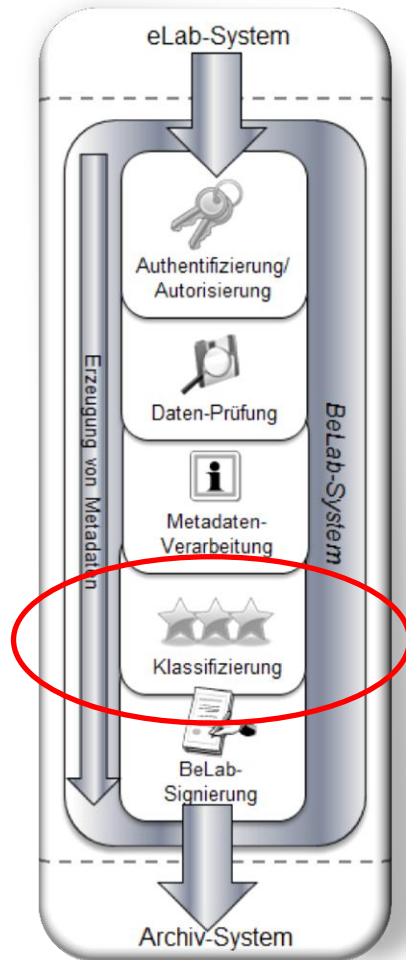 eLab-System
Authentifizierung/
Autorisierung
Daten-Prüfung
Metadaten-
Verarbeitung
Klassifizierung
BeLab-
Signierung
Erzeugung von Metadaten
BeLab-System
Archiv-System